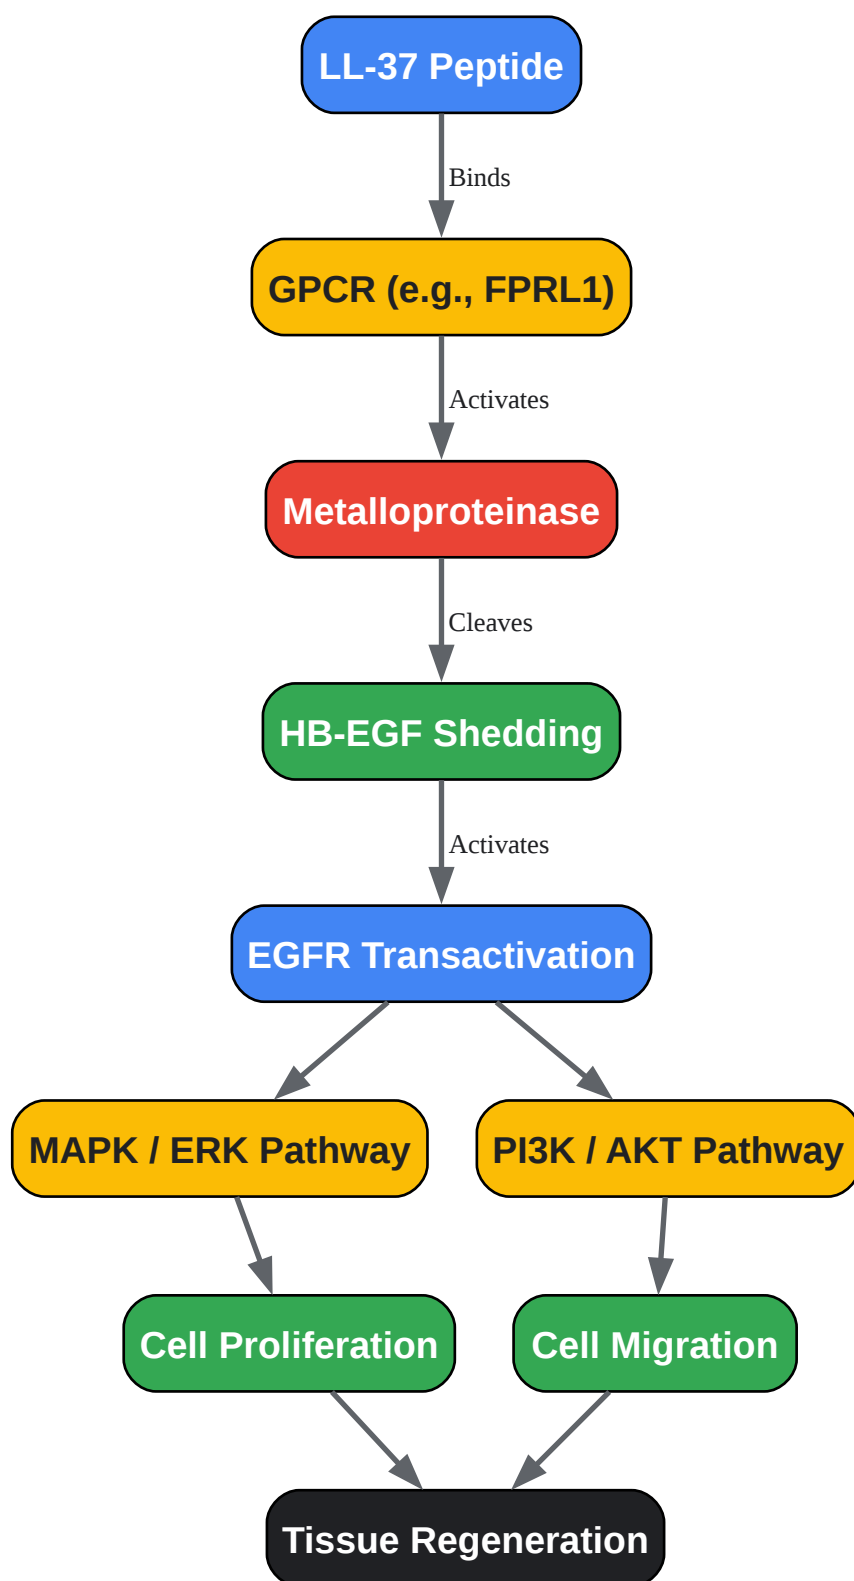 LL-37 Peptide
Binds
GPCR (e.g., FPRL1)
Activates
Metalloproteinase
Cleaves
HB-EGF Shedding
Activates
EGFR Transactivation
MAPK / ERK Pathway
PI3K / AKT Pathway
Cell Proliferation
Cell Migration
Tissue Regeneration